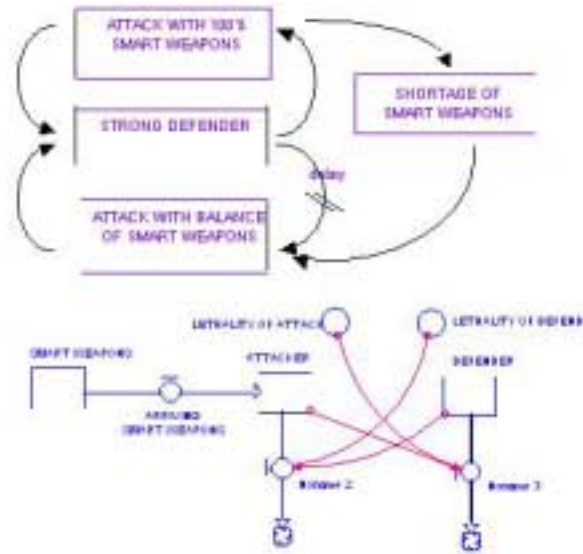 ATTACK WITH 100%
SMART WEAPONS
SHORTAGE OF
SMART WEAPONS
STRONG DEFENDER
delay
ATTACK WITH BALANCE
OF SMART WEAPONS
LETHALITY OF ATTACK
LETHALITY OF DEFEND
SMART WEAPONS
ATTACKER
DEFENDER
ARRIVING
SMART WEAPONS